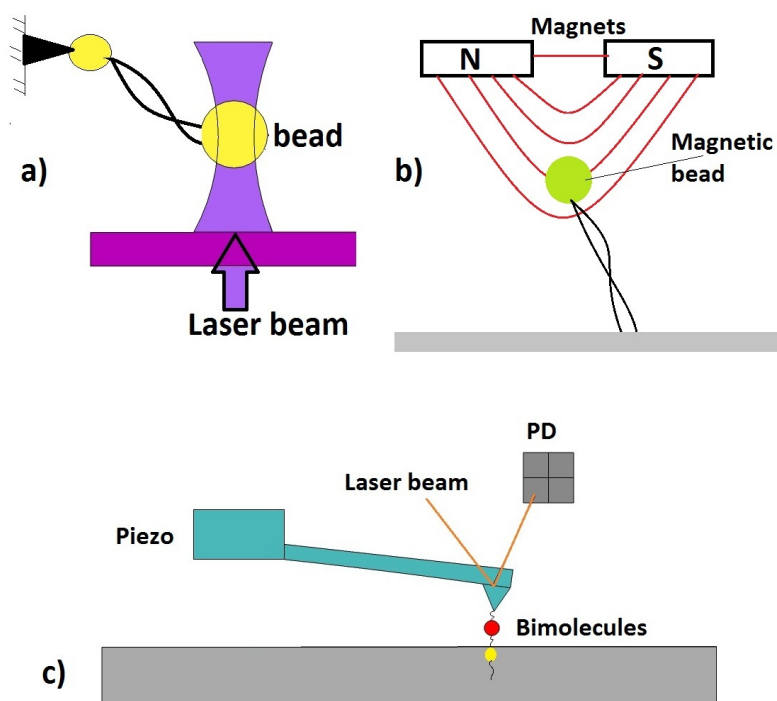 a)
bead
Laser beam
Magnets
N S
Magnetic
bead
b)
PD
Laser beam
Piezo
Bimolecules
c)